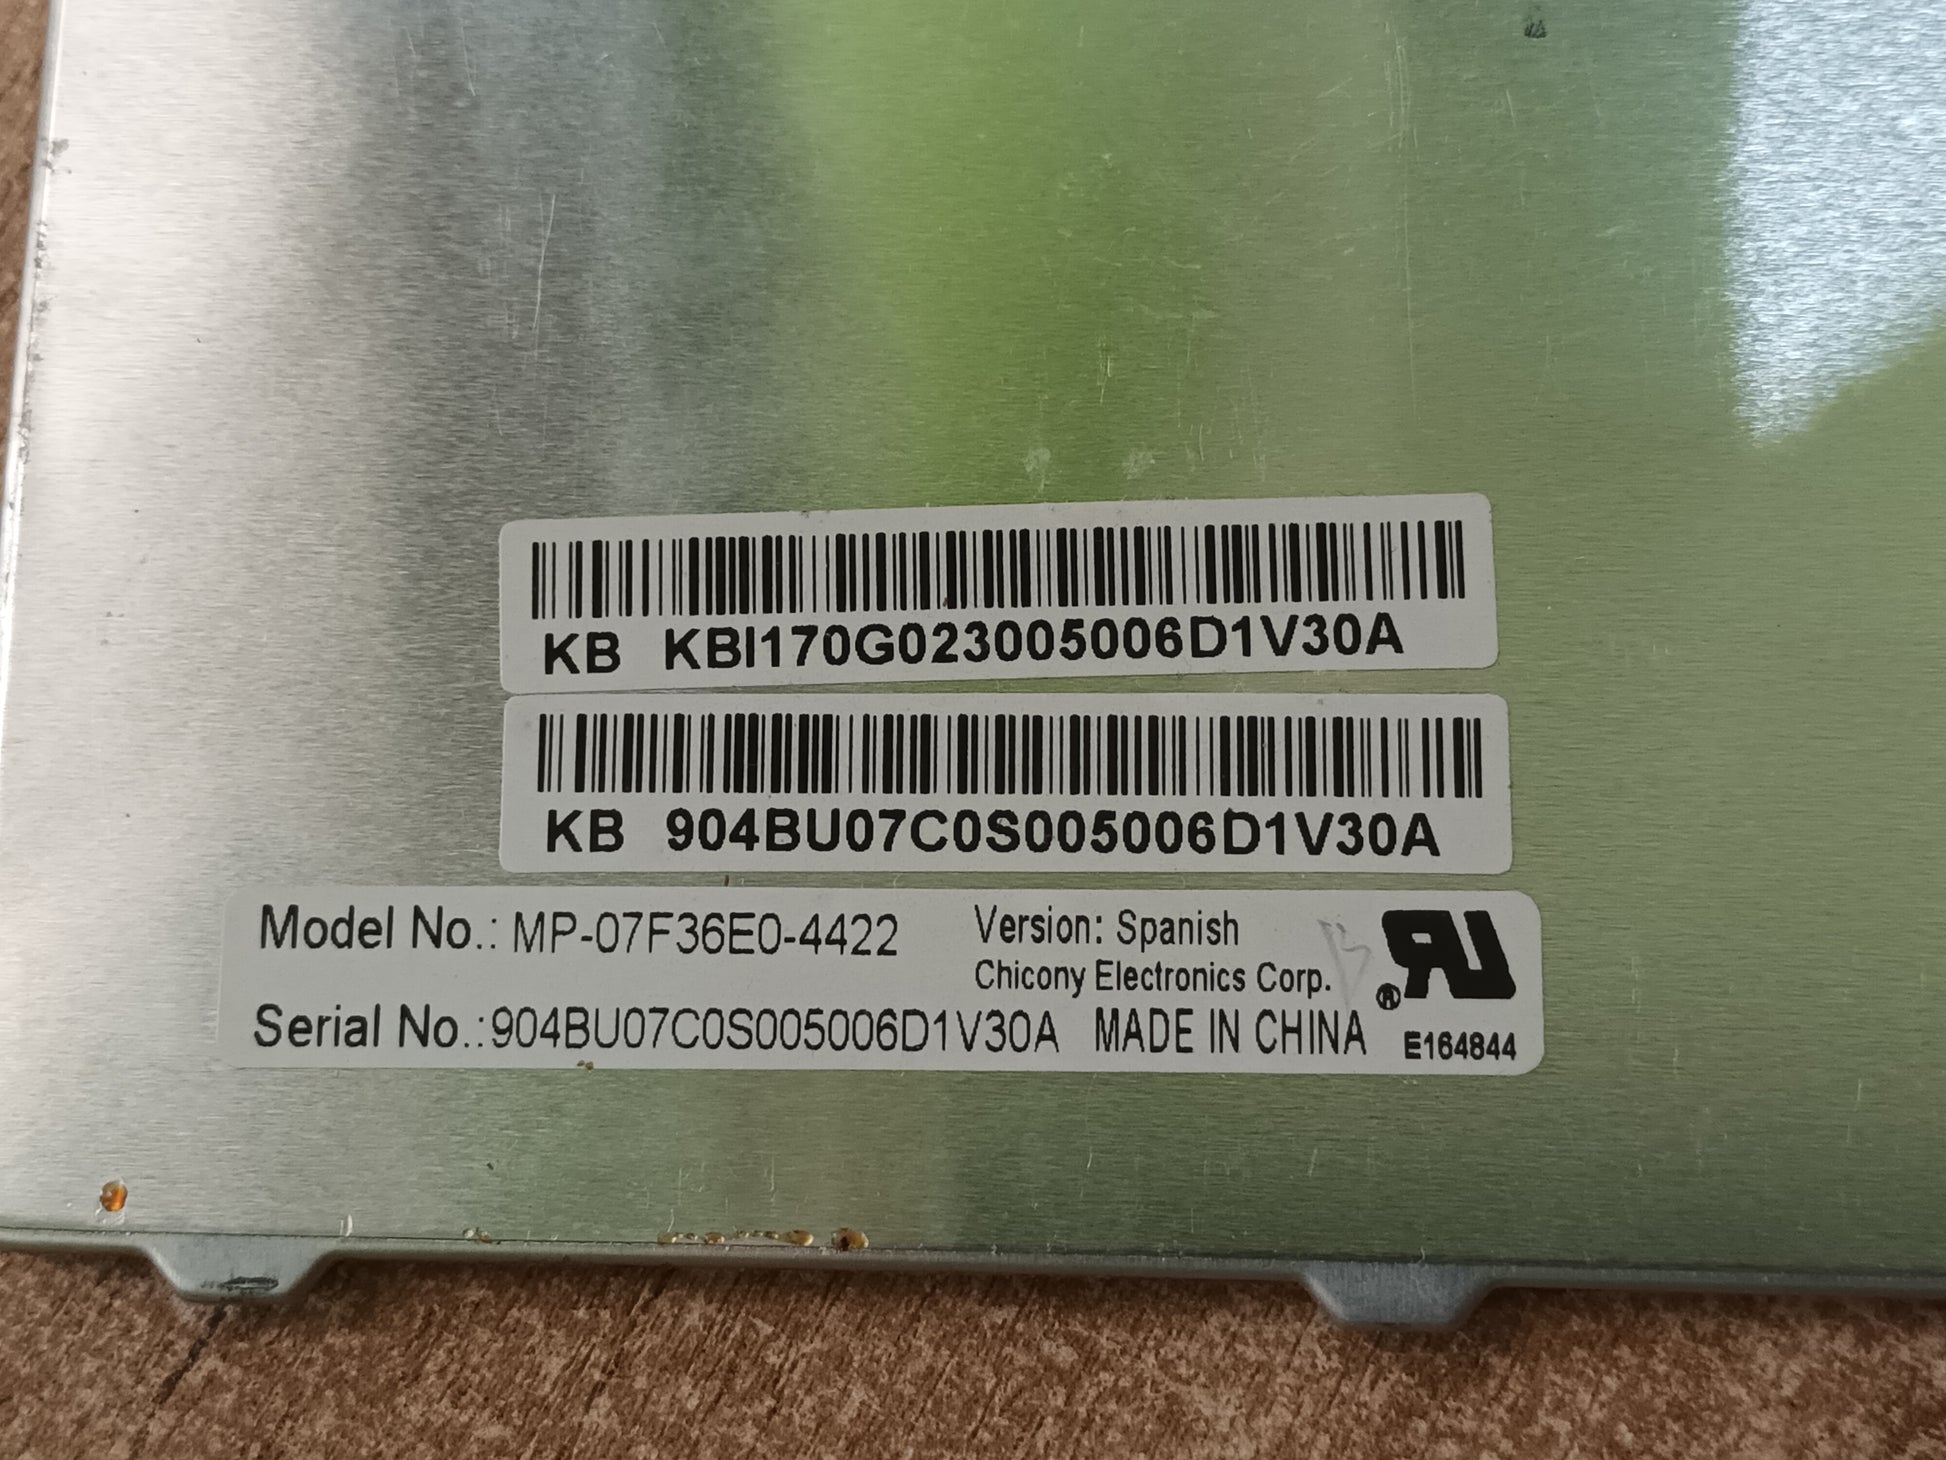 KB KBI170G023005006D1V30A
KB 904BU07C0S005006D1V30A
Model No.: MP-07F36E0-4422
Version: Spanish
Chicony Electronics Corp.
Serial No.:904BU07C0S005006D1V30A MADE IN CHINA
RU
®
E164844